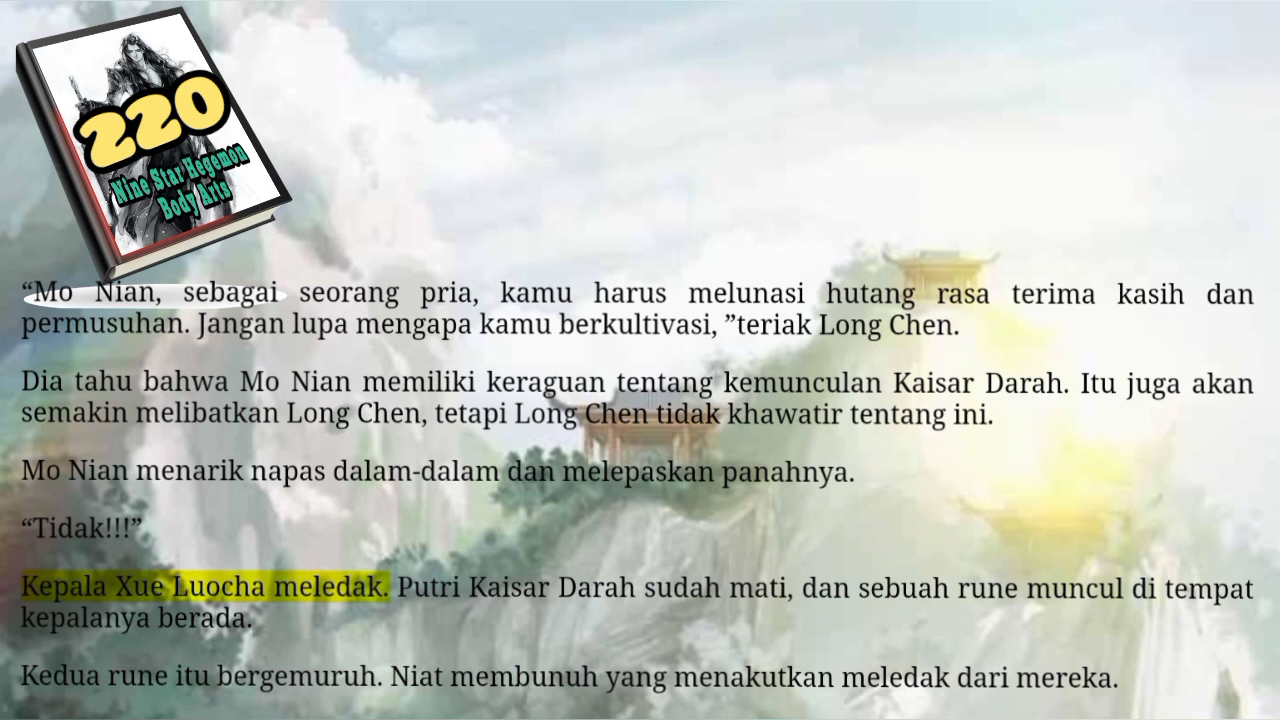 220
Nine Star Hegemon
Body Arts
“Mo Nian, sebagai seorang pria, kamu harus melunasi hutang rasa terima kasih dan
permusuhan. Jangan lupa mengapa kamu berkultivasi, ”teriak Long Chen.
Dia tahu bahwa Mo Nian memiliki keraguan tentang kemunculan Kaisar Darah. Itu juga akan
semakin melibatkan Long Chen, tetapi Long Chen tidak khawatir tentang ini.
Mo Nian menarik napas dalam-dalam dan melepaskan panahnya.
“Tidak!!!”
Kepala Xue Luocha meledak. Putri Kaisar Darah sudah mati, dan sebuah rune muncul di tempat
kepalanya berada.
Kedua rune itu bergemuruh. Niat membunuh yang menakutkan meledak dari mereka.